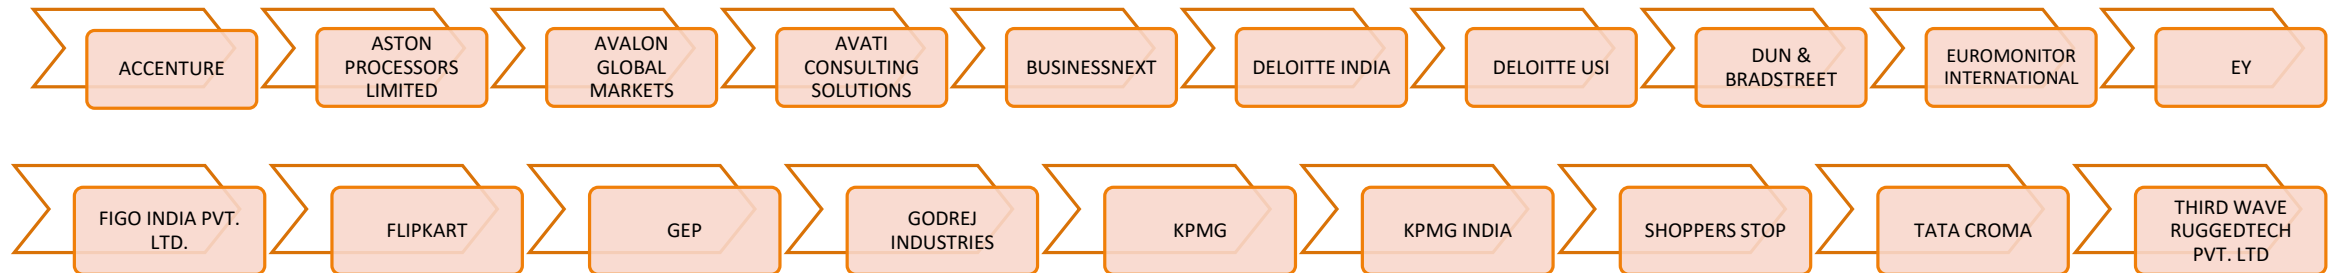 ACCENTURE
ASTON
PROCESSORS
LIMITED
AVALON
GLOBAL
MARKETS
AVATI
CONSULTING
SOLUTIONS
BUSINESSNEXT
DELOITTE INDIA
DELOITTE USI
DUN &
BRADSTREET
EUROMONITOR
INTERNATIONAL
EY
FIGO INDIA PVT.
LTD.
FLIPKART
GEP
GODREJ
INDUSTRIES
KPMG
KPMG INDIA
SHOPPERS STOP
TATA CROMA
THIRD WAVE
RUGGEDTECH
PVT. LTD